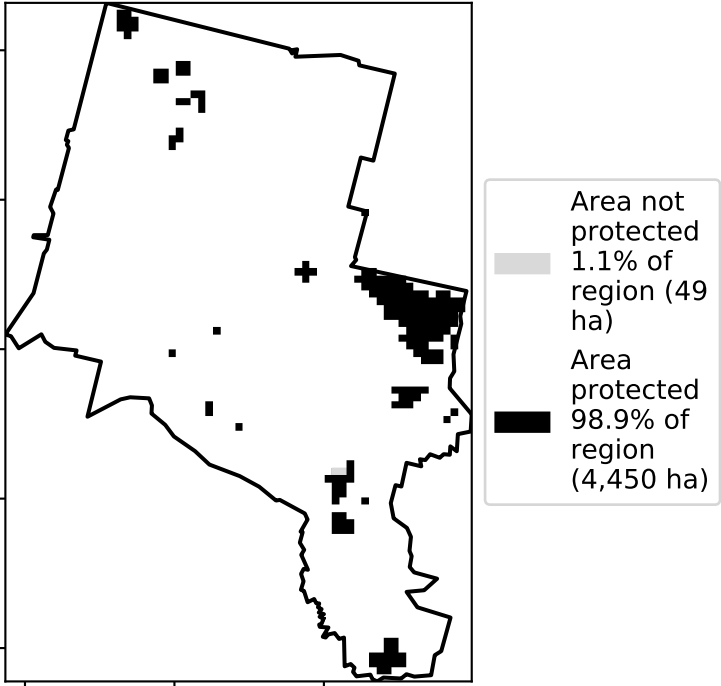 Area not
protected
1.1% of
region (49
ha)
Area
protected
98.9% of
region
(4,450 ha)